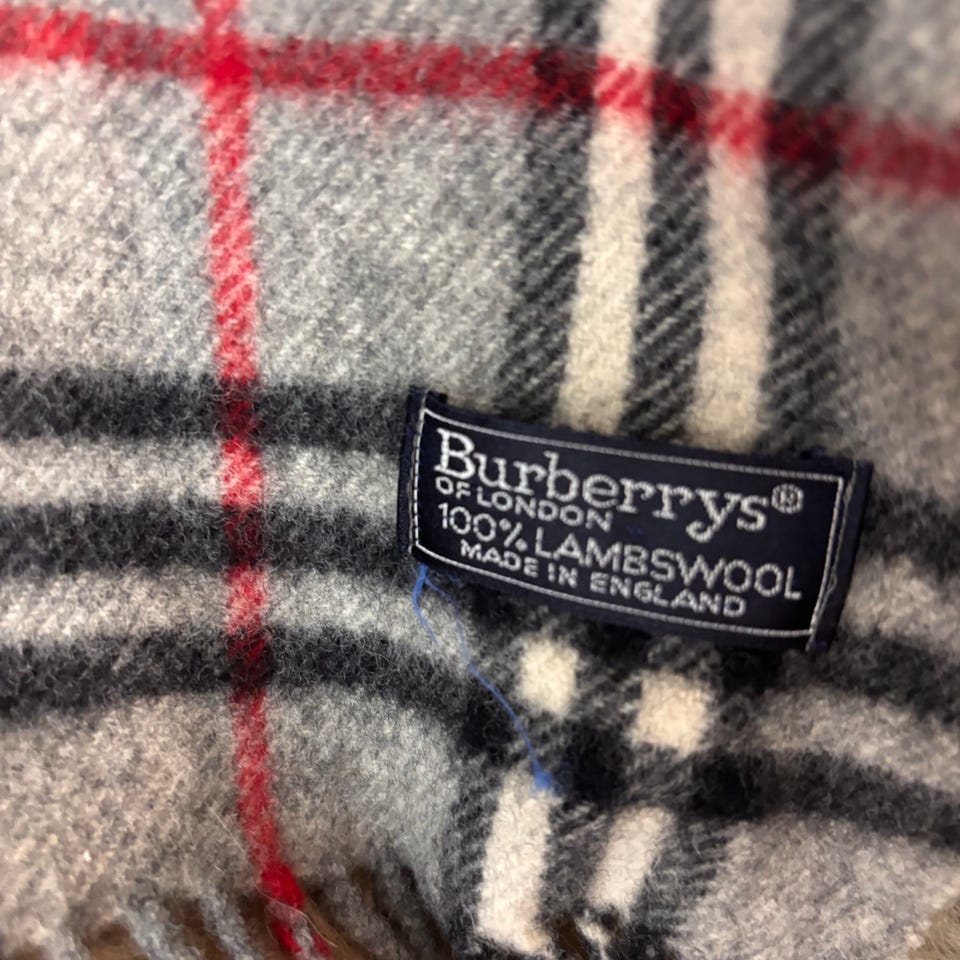 Burberrys®
OF LONDON
100% LAMBSWOOL
MADE IN ENGLAND